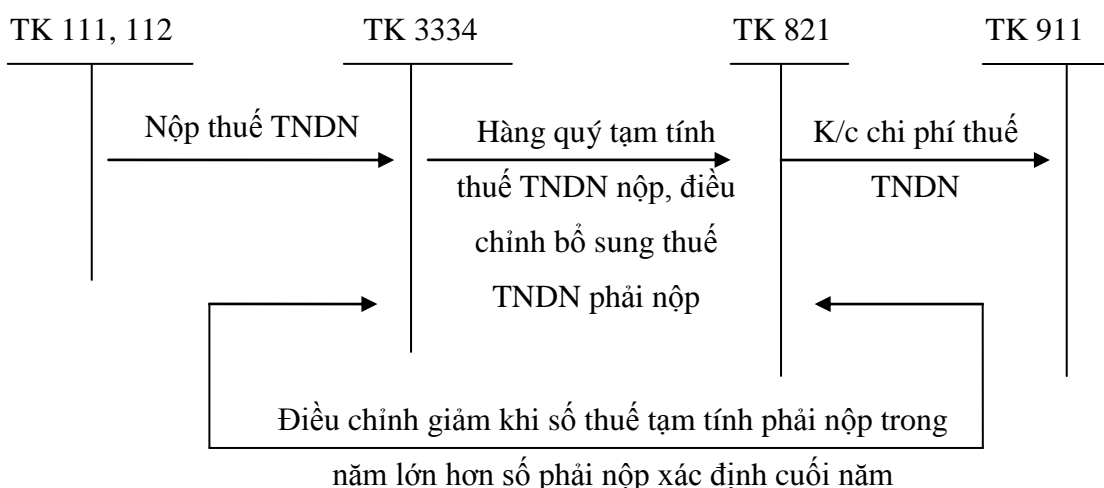 TK 111, 112
TK 3334
TK 821
TK 911
Nộp thuế TNDN
Hàng quý tạm tính
thuế TNDN nộp, điều
chỉnh bổ sung thuế
TNDN phải nộp
K/c chi phí thuế
TNDN
Điều chỉnh giảm khi số thuế tạm tính phải nộp trong
năm lớn hơn số phải nộp xác định cuối năm